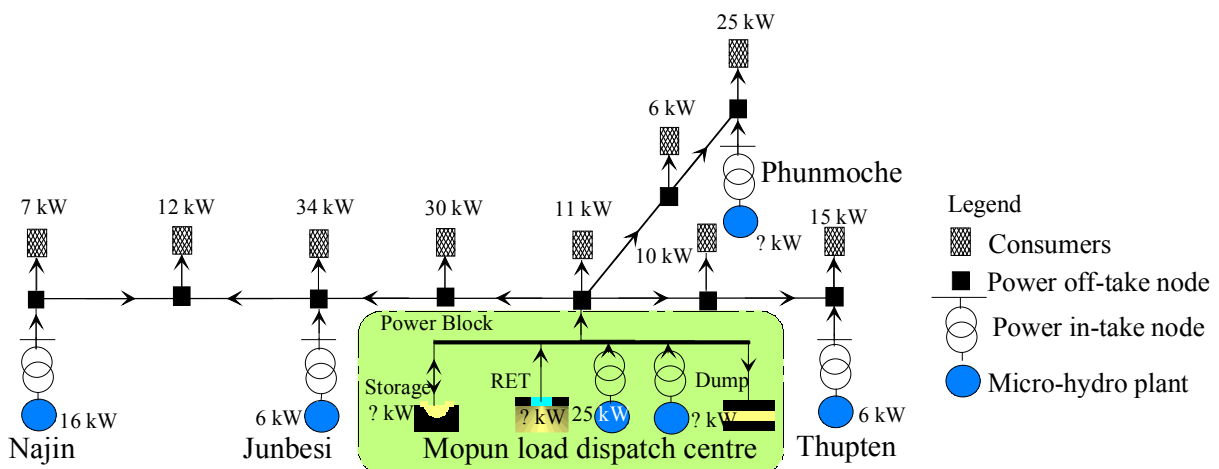 25 kW
6 kW
Phunmoche
7 kW
12 kW
34 kW
30 kW
11 kW
10 kW
15 kW
? kW
Legend
Consumers
Power off-take node
Power in-take node
Micro-hydro plant
Power Block
Storage
? kW
RET
? kW
25 kW
? kW
Dump
16 kW
6 kW
6 kW
Najin
Junbesi
Mopun load dispatch centre
Thupten